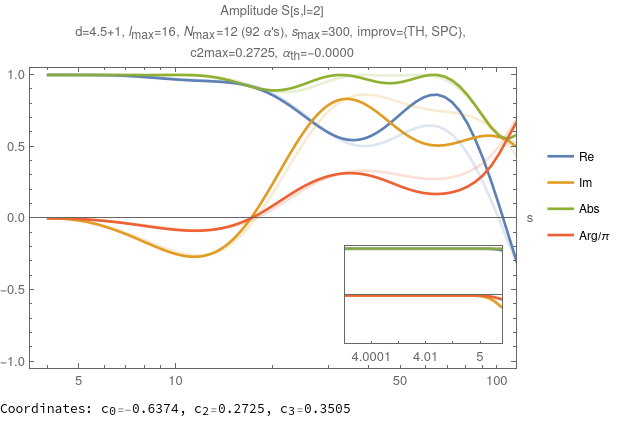 Amplitude S[s,l=2]
d=4.5+1, lmax=16, Nmax=12 (92 α's), smax=300, improv={TH, SPC},
c2max=0.2725, αth=-0.0000
1.0
0.5
0.0
-0.5
-1.0
s
Re
Im
Abs
Arg/π
4.0001 4.01 5
5 10 50 100
Coordinates: c0=-0.6374, c2=0.2725, c3=0.3505